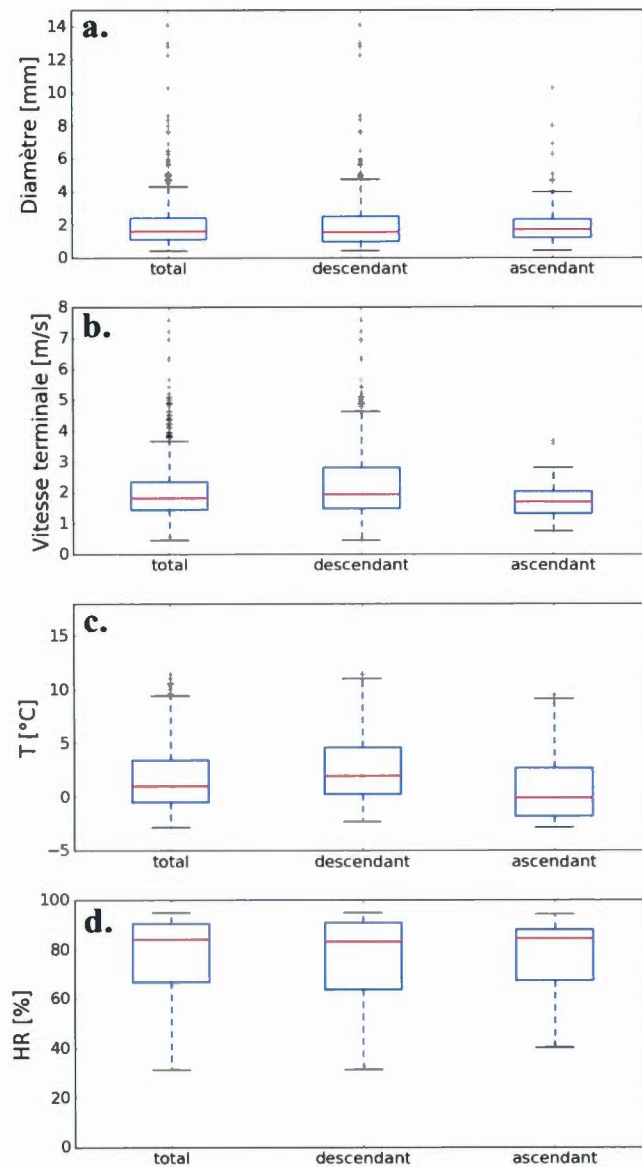 a.
Diamètre [mm]
14
12
10
8
6
4
2
0
total
descendant
ascendant
b.
Vitesse terminale [m/s]
8
7
6
5
4
3
2
1
0
total
descendant
ascendant
c.
T [°C]
15
10
5
0
−5
total
descendant
ascendant
d.
HR [%]
100
80
60
40
20
0
total
descendant
ascendant